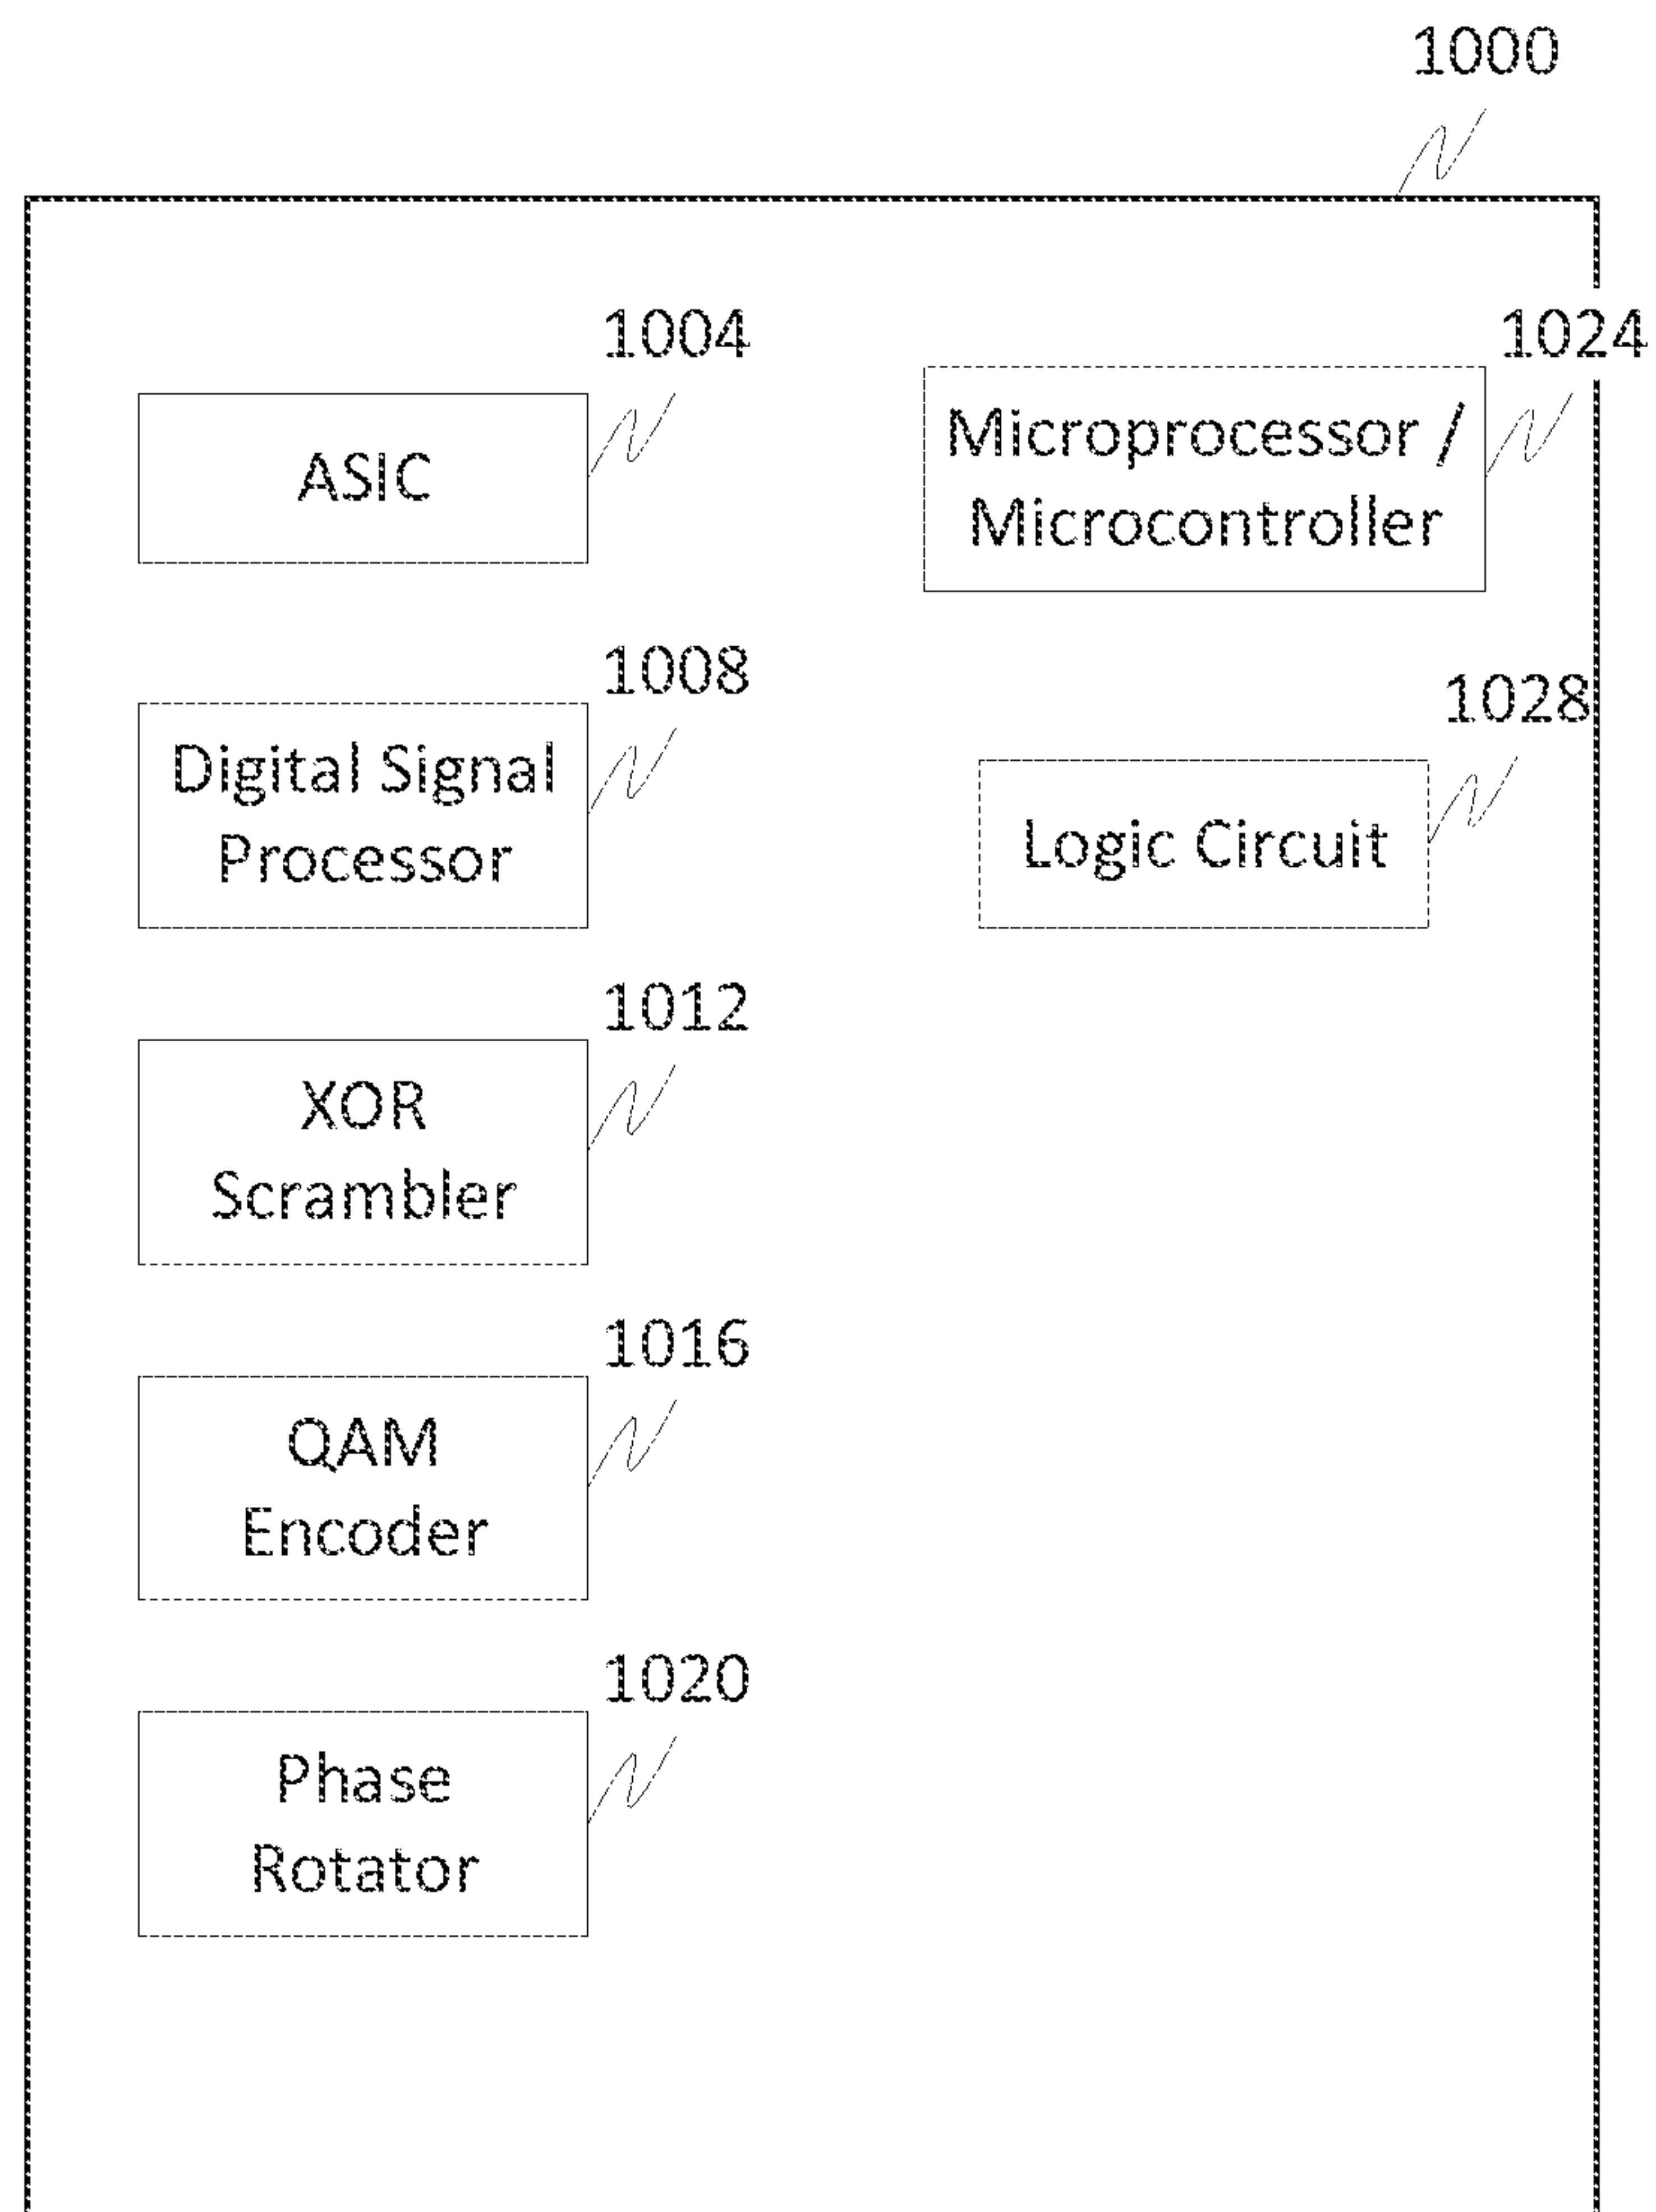 1000
1004
ASIC
1024
Microprocessor /
Microcontroller
1008
Digital Signal
Processor
1028
Logic Circuit
1012
XOR
Scrambler
1016
QAM
Encoder
1020
Phase
Rotator